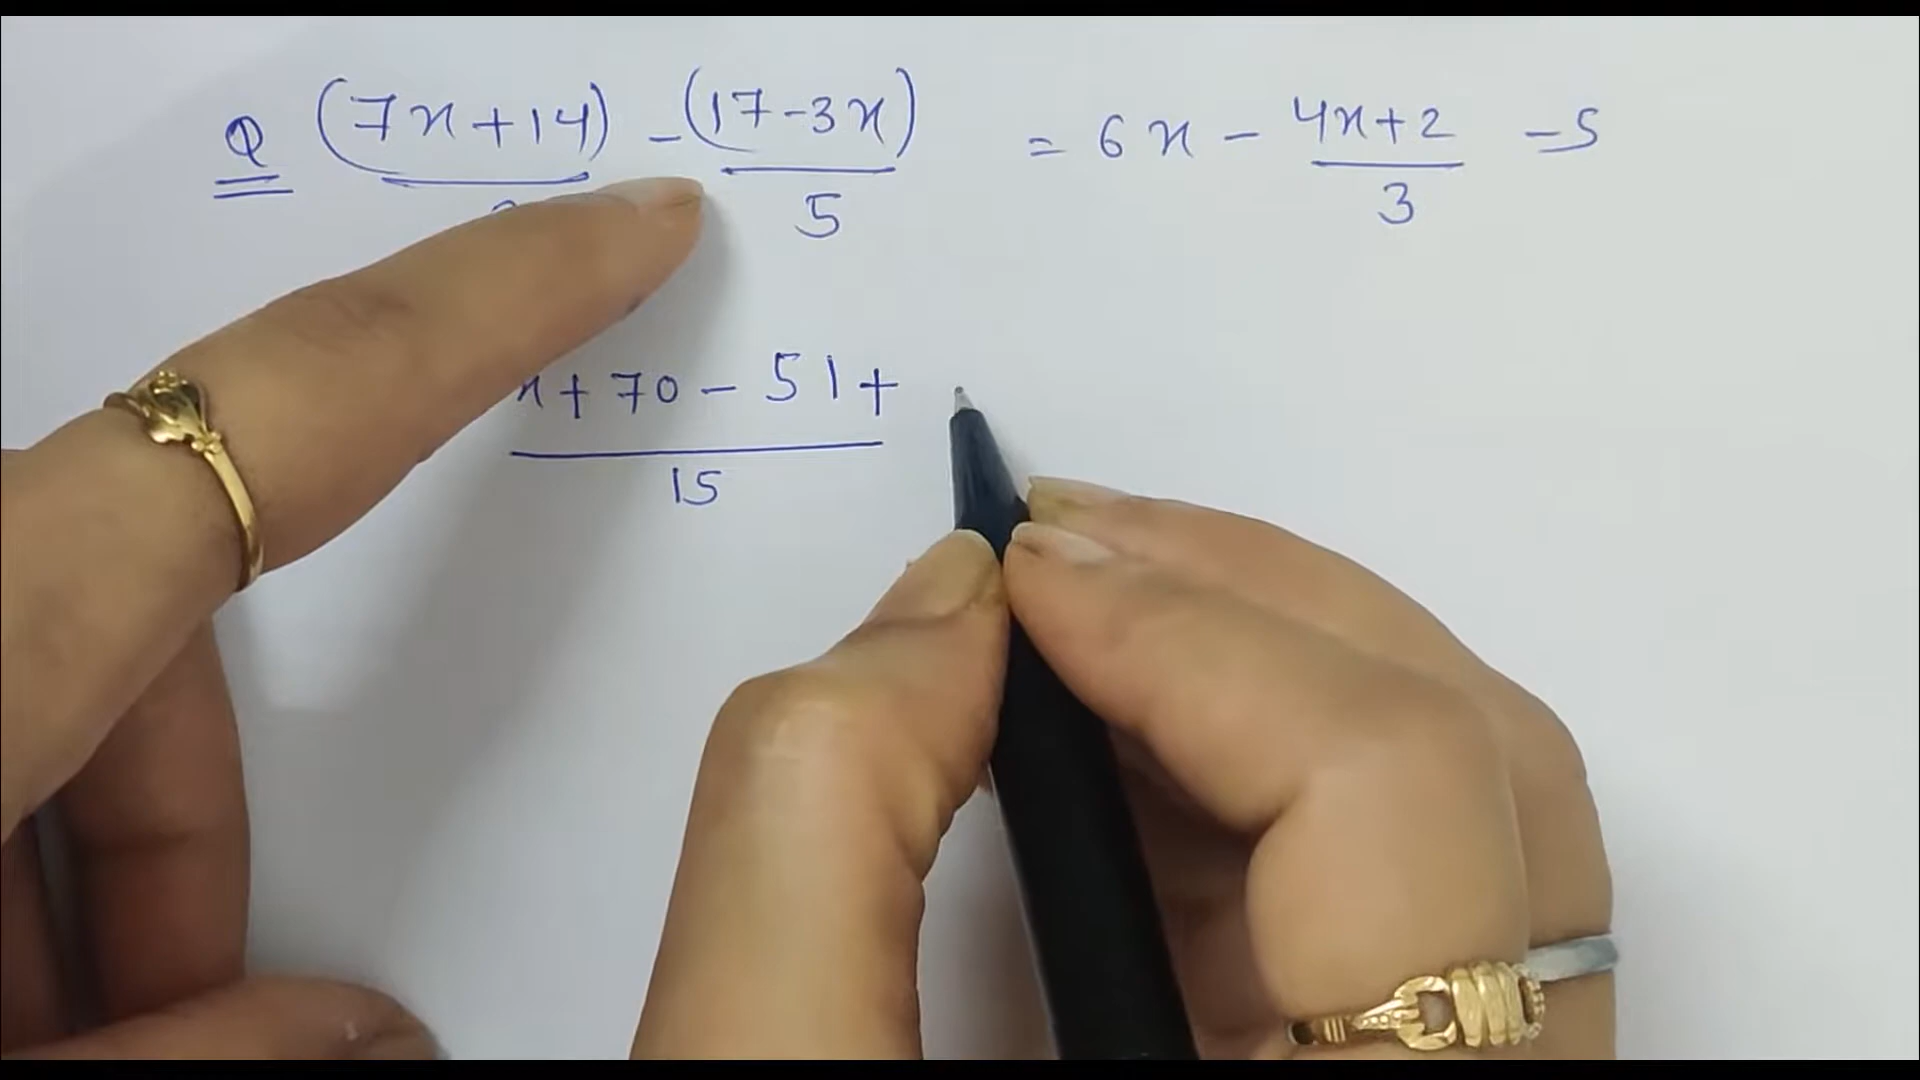 Q (7x+14) - (17-3x) = 6x - 4x+2 -5
5 3
x+70-51+
15